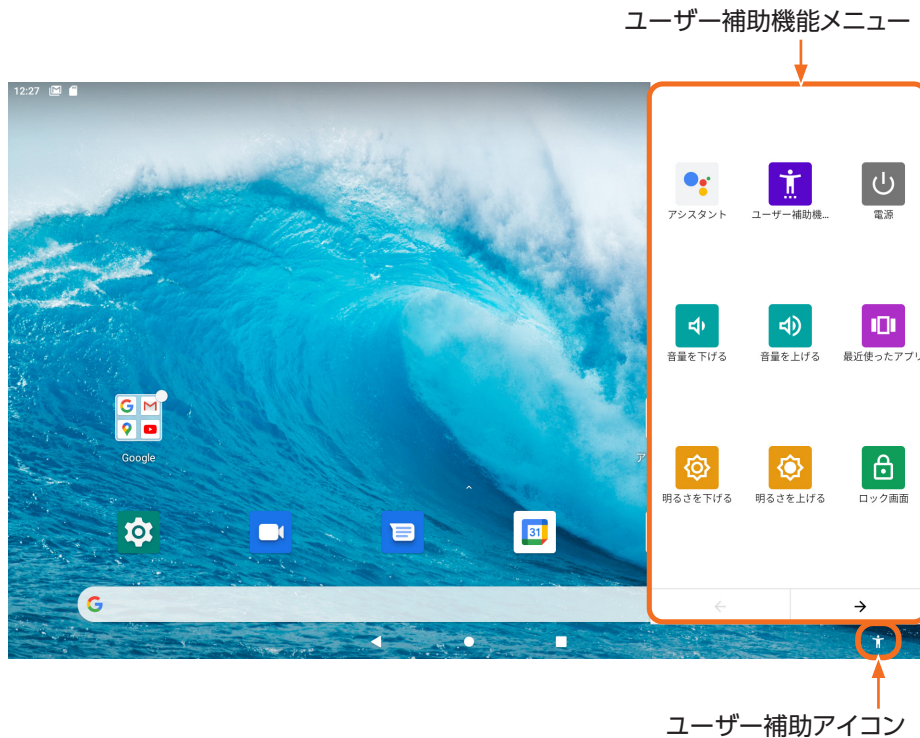 ユーザー補助機能メニュー
12:27
アシスタント
ユーザー補助機...
電源
音量を下げる
音量を上げる
最近使ったアプリ
Google
ア
明るさを下げる
明るさを上げる
ロック画面
31
ユーザー補助アイコン